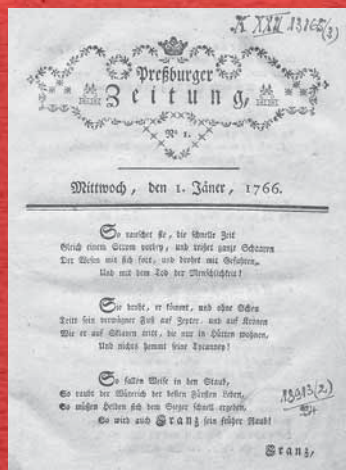 A XXII 13168(3)
Preßburger
Zeitung,
Nº 1.
Mittwoch, den 1. Jäner, 1766.
So rauschet sie, die schnelle Zeit
Gleich einem Strom vorbey, und reißet ganze Schaaren
Der Wesen mit sich fort, und drohet mit Gefahren,
Und mit dem Tod der Menschlichkeit!
Sie droht, er kömmt, und ohne Scheu
Tritt sein verwägner Fuß auf Zepter, und auf Kronen
Wie er auf Sklaven tritt, die nur in Hütten wohnen,
Und nichts hemmt seine Tyranney!
So fallen Weise in den Staub,
So raubt der Wüterich der besten Fürsten Leben,
So müßen Helden sich dem Sieger schnell ergeben,
So wird auch Franz sein früher Raub!
13913(2)
Franz,